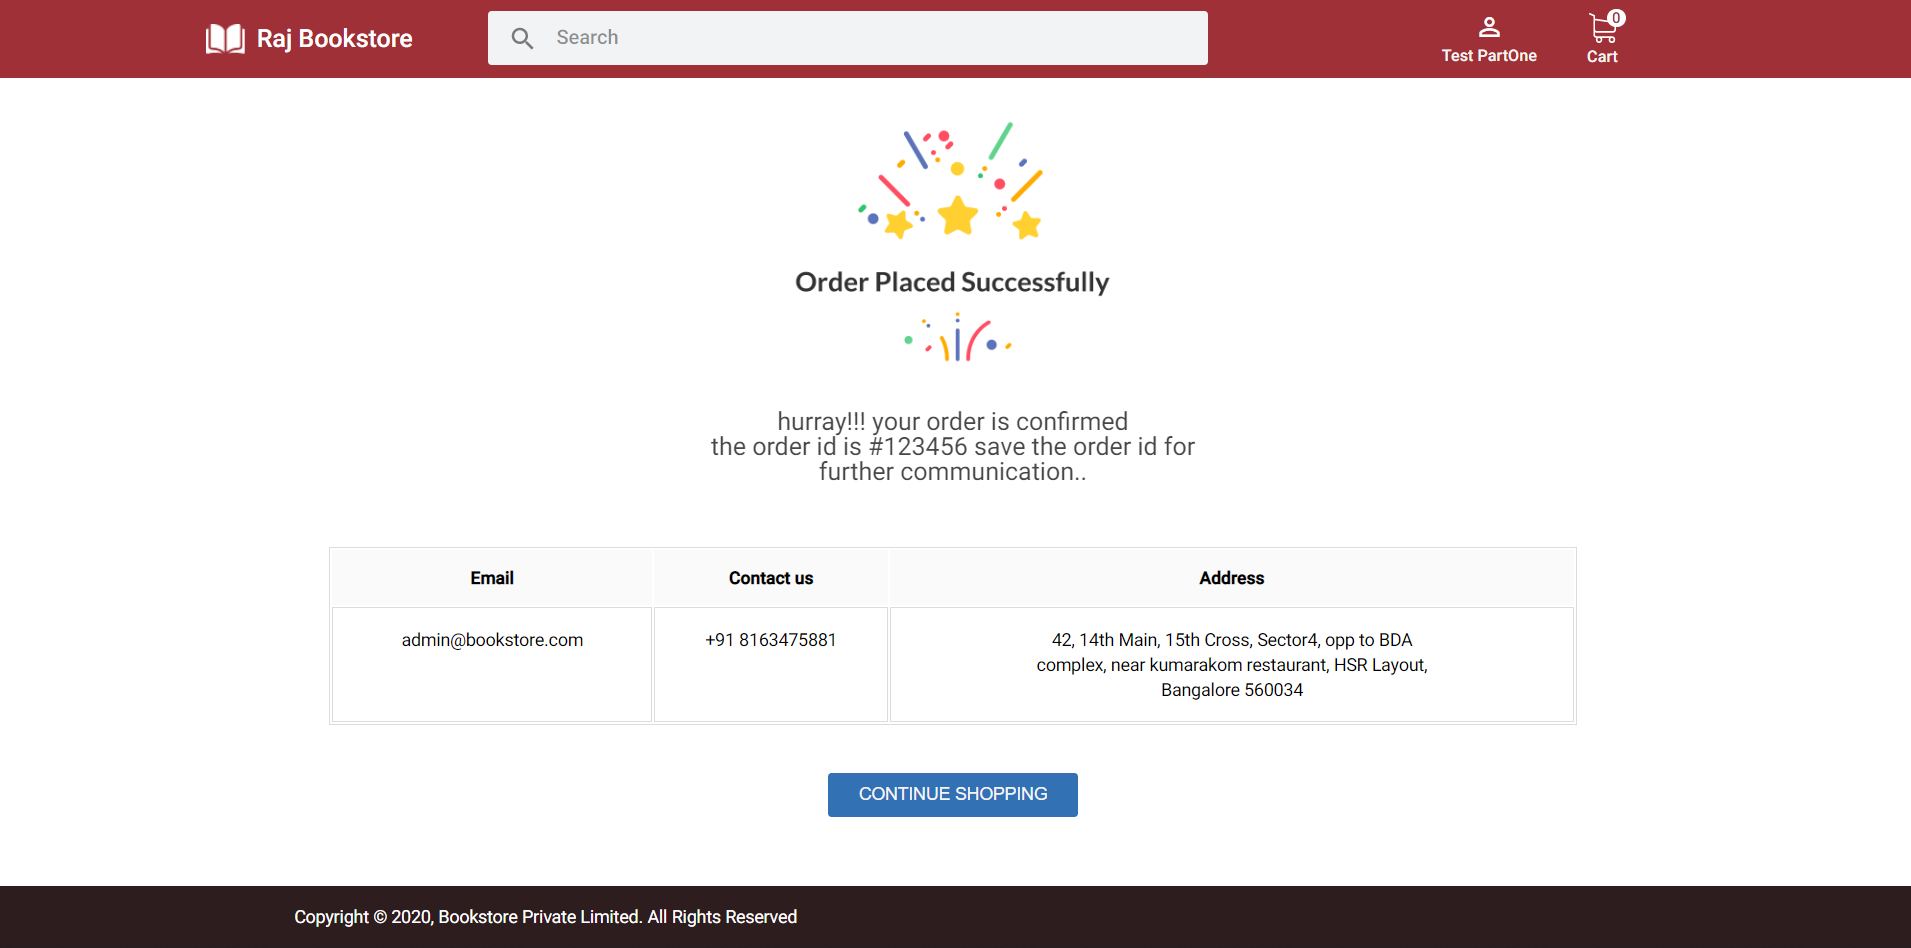 Raj Bookstore
Search
Test PartOne
0
Cart
Order Placed Successfully
hurray!!! your order is confirmed
the order id is #123456 save the order id for
further communication..
Email
Contact us
Address
admin@bookstore.com
+91 8163475881
42, 14th Main, 15th Cross, Sector4, opp to BDA
complex, near kumarakom restaurant, HSR Layout,
Bangalore 560034
CONTINUE SHOPPING
Copyright © 2020, Bookstore Private Limited. All Rights Reserved